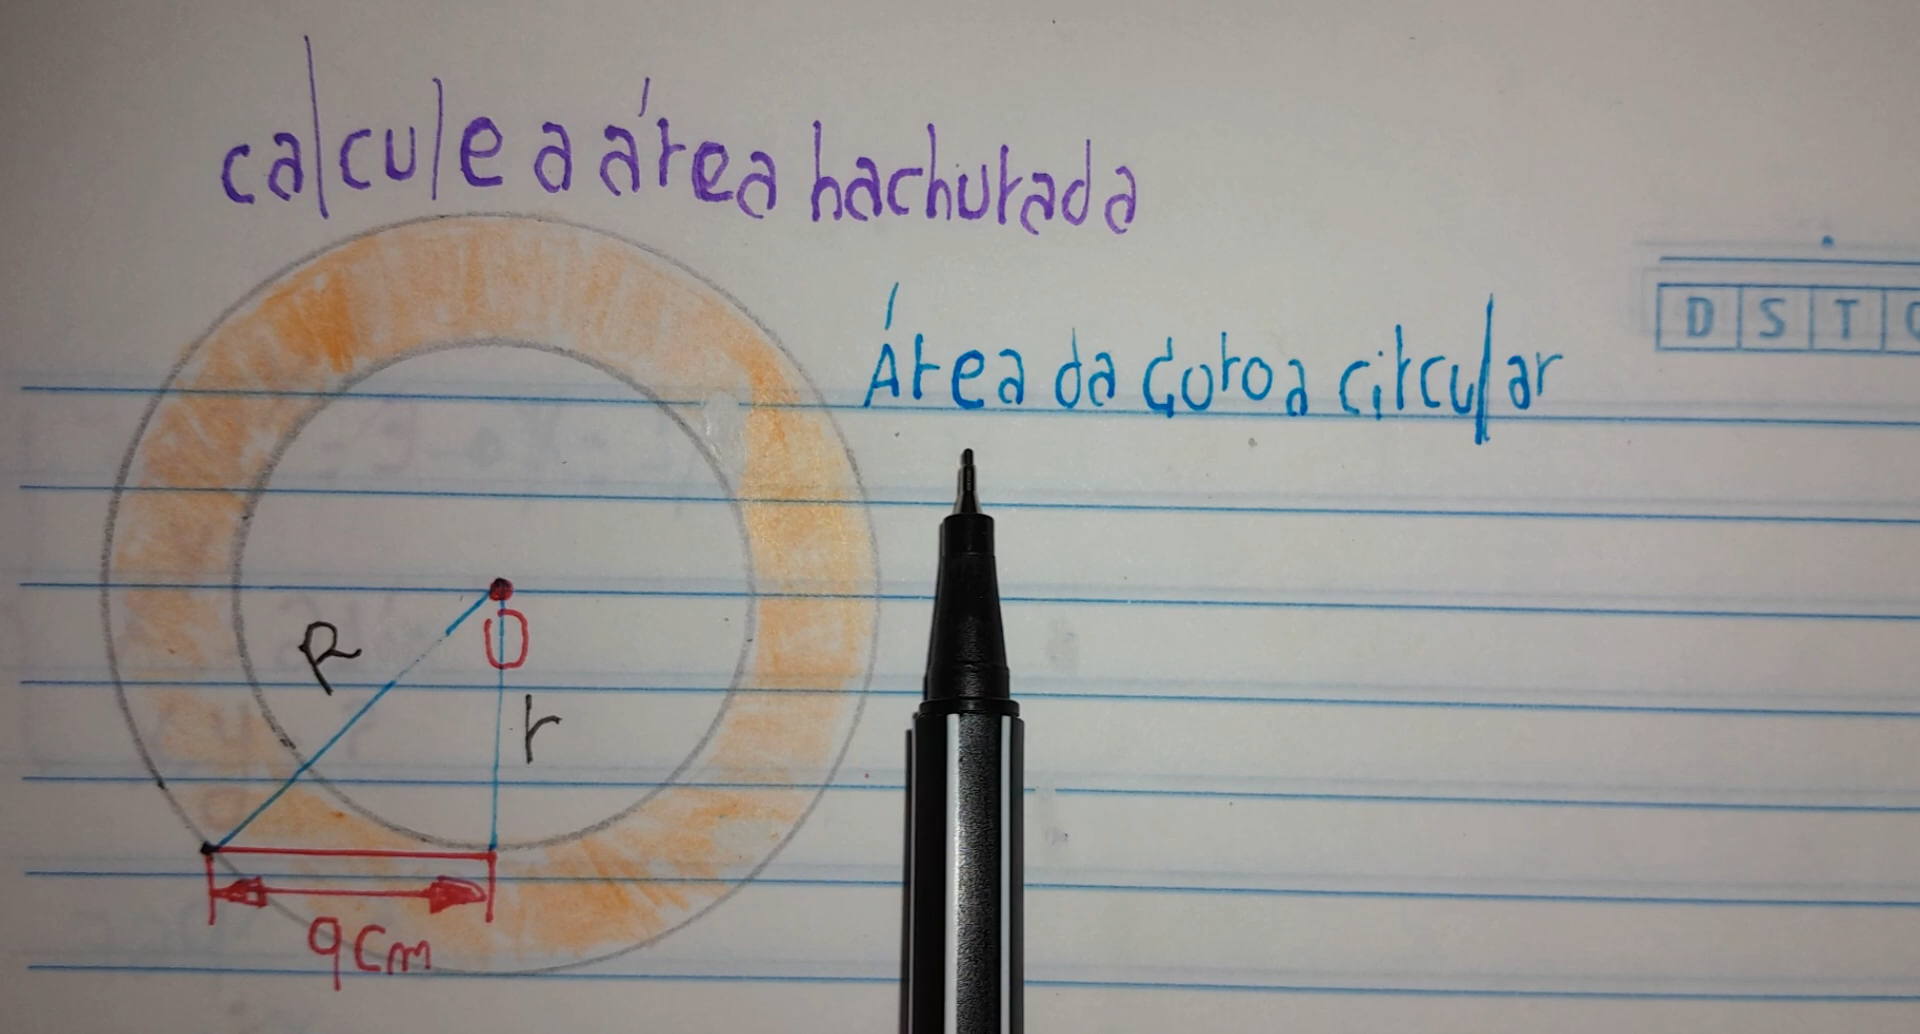 calcule a área hachurada
Área da Coroa circular
D S T
O
R
r
9cm